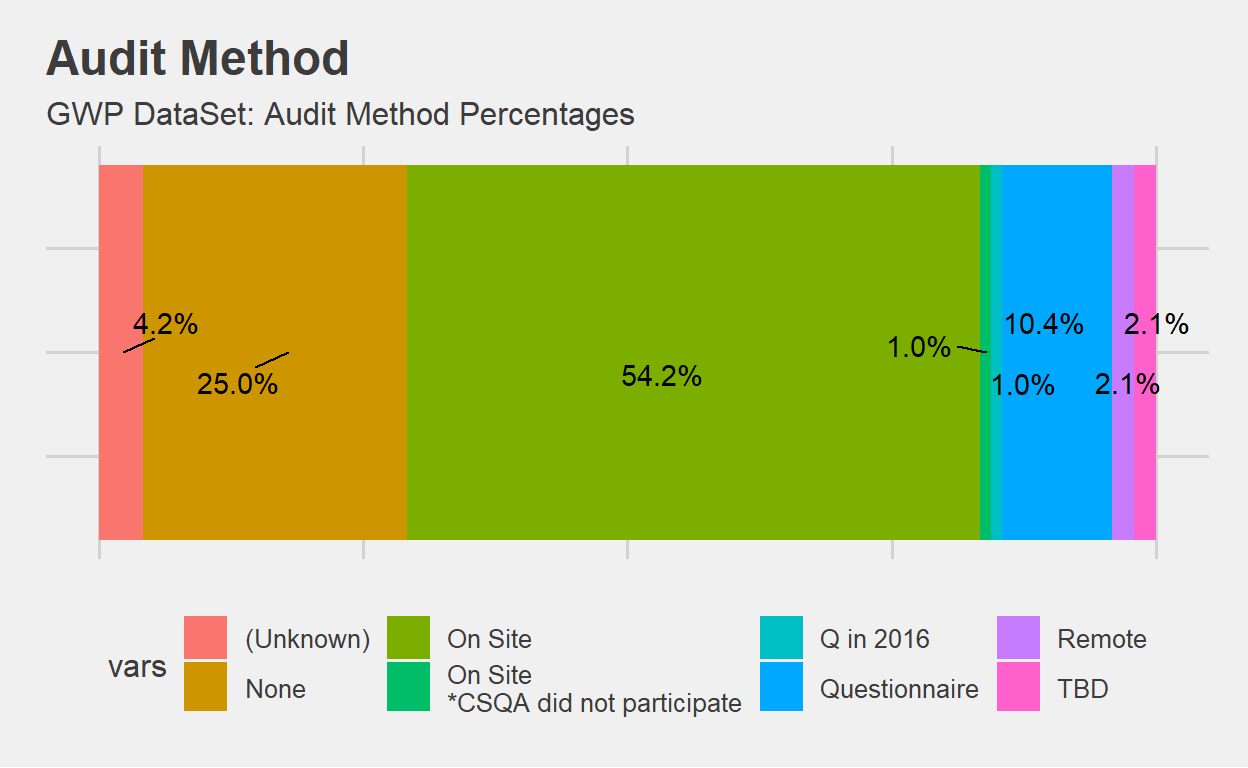 Audit Method
GWP DataSet: Audit Method Percentages
4.2%
25.0%
54.2%
1.0%
1.0%
10.4%
2.1%
2.1%
vars
(Unknown)
None
On Site
On Site
*CSQA did not participate
Q in 2016
Questionnaire
Remote
TBD